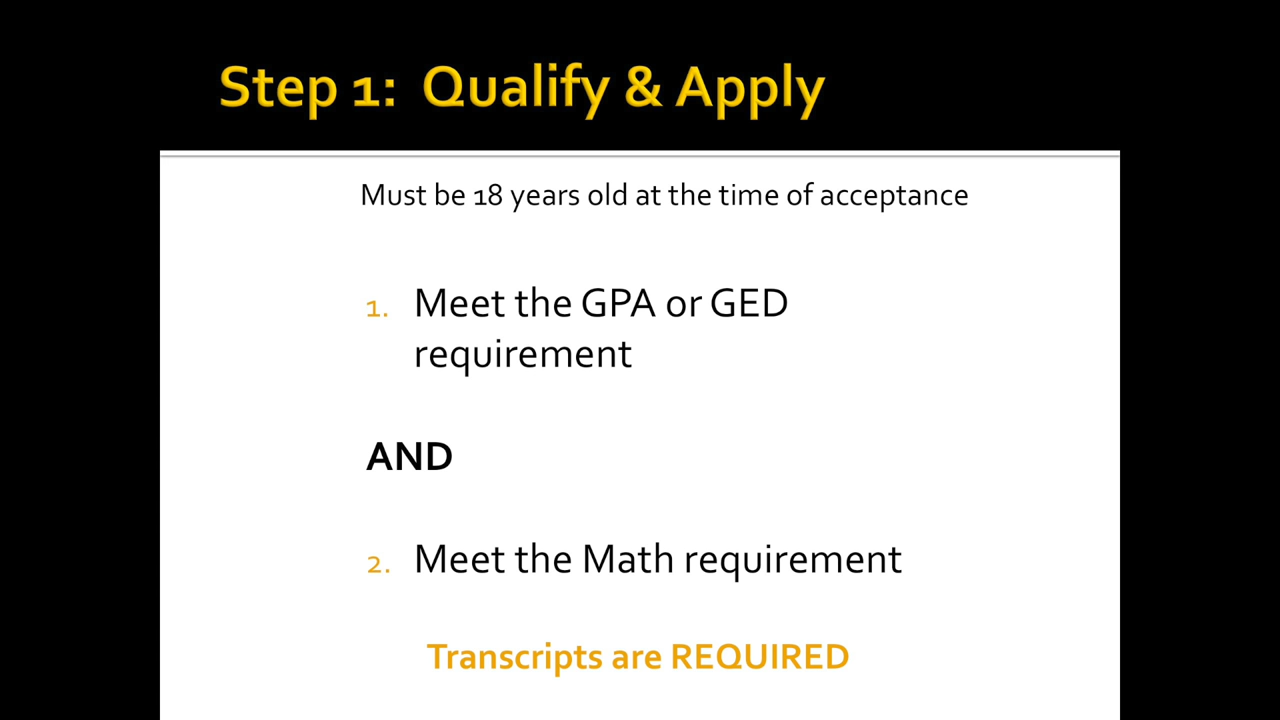 Step 1: Qualify & Apply
Must be 18 years old at the time of acceptance
1. Meet the GPA or GED
requirement
AND
2. Meet the Math requirement
Transcripts are REQUIRED